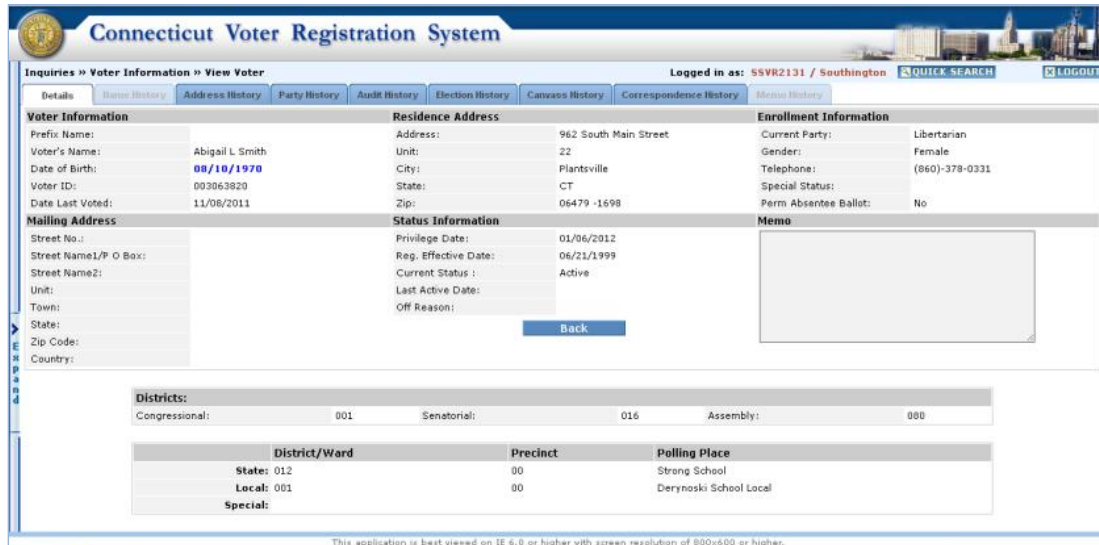 Connecticut Voter Registration System
Inquiries » Voter Information » View Voter Logged in as: SSVR2131 / Southington QUICK SEARCH LOGOUT
Details Name History Address History Party History Audit History Election History Canvass History Correspondence History Memo History
Voter Information Residence Address Enrollment Information
Prefix Name: Address: 962 South Main Street Current Party: Libertarian
Voter's Name: Abigail L Smith Unit: 22 Gender: Female
Date of Birth: 08/10/1970 City: Plantsville Telephone: (860)-378-0331
Voter ID: 003063820 State: CT Special Status:
Date Last Voted: 11/08/2011 Zip: 06479 -1698 Perm Absentee Ballot: No
Mailing Address Status Information Memo
Street No.: Privilege Date: 01/06/2012
Street Name1/P O Box: Reg. Effective Date: 06/21/1999
Street Name2: Current Status : Active
Unit: Last Active Date:
Town: Off Reason:
State: Back
Zip Code:
Country:
Expand
Districts:
Congressional: 001 Senatorial: 016 Assembly: 080
District/Ward Precinct Polling Place
State: 012 00 Strong School
Local: 001 00 Derynoski School Local
Special:
This application is best viewed on IE 6.0 or higher with screen resolution of 800x600 or higher.